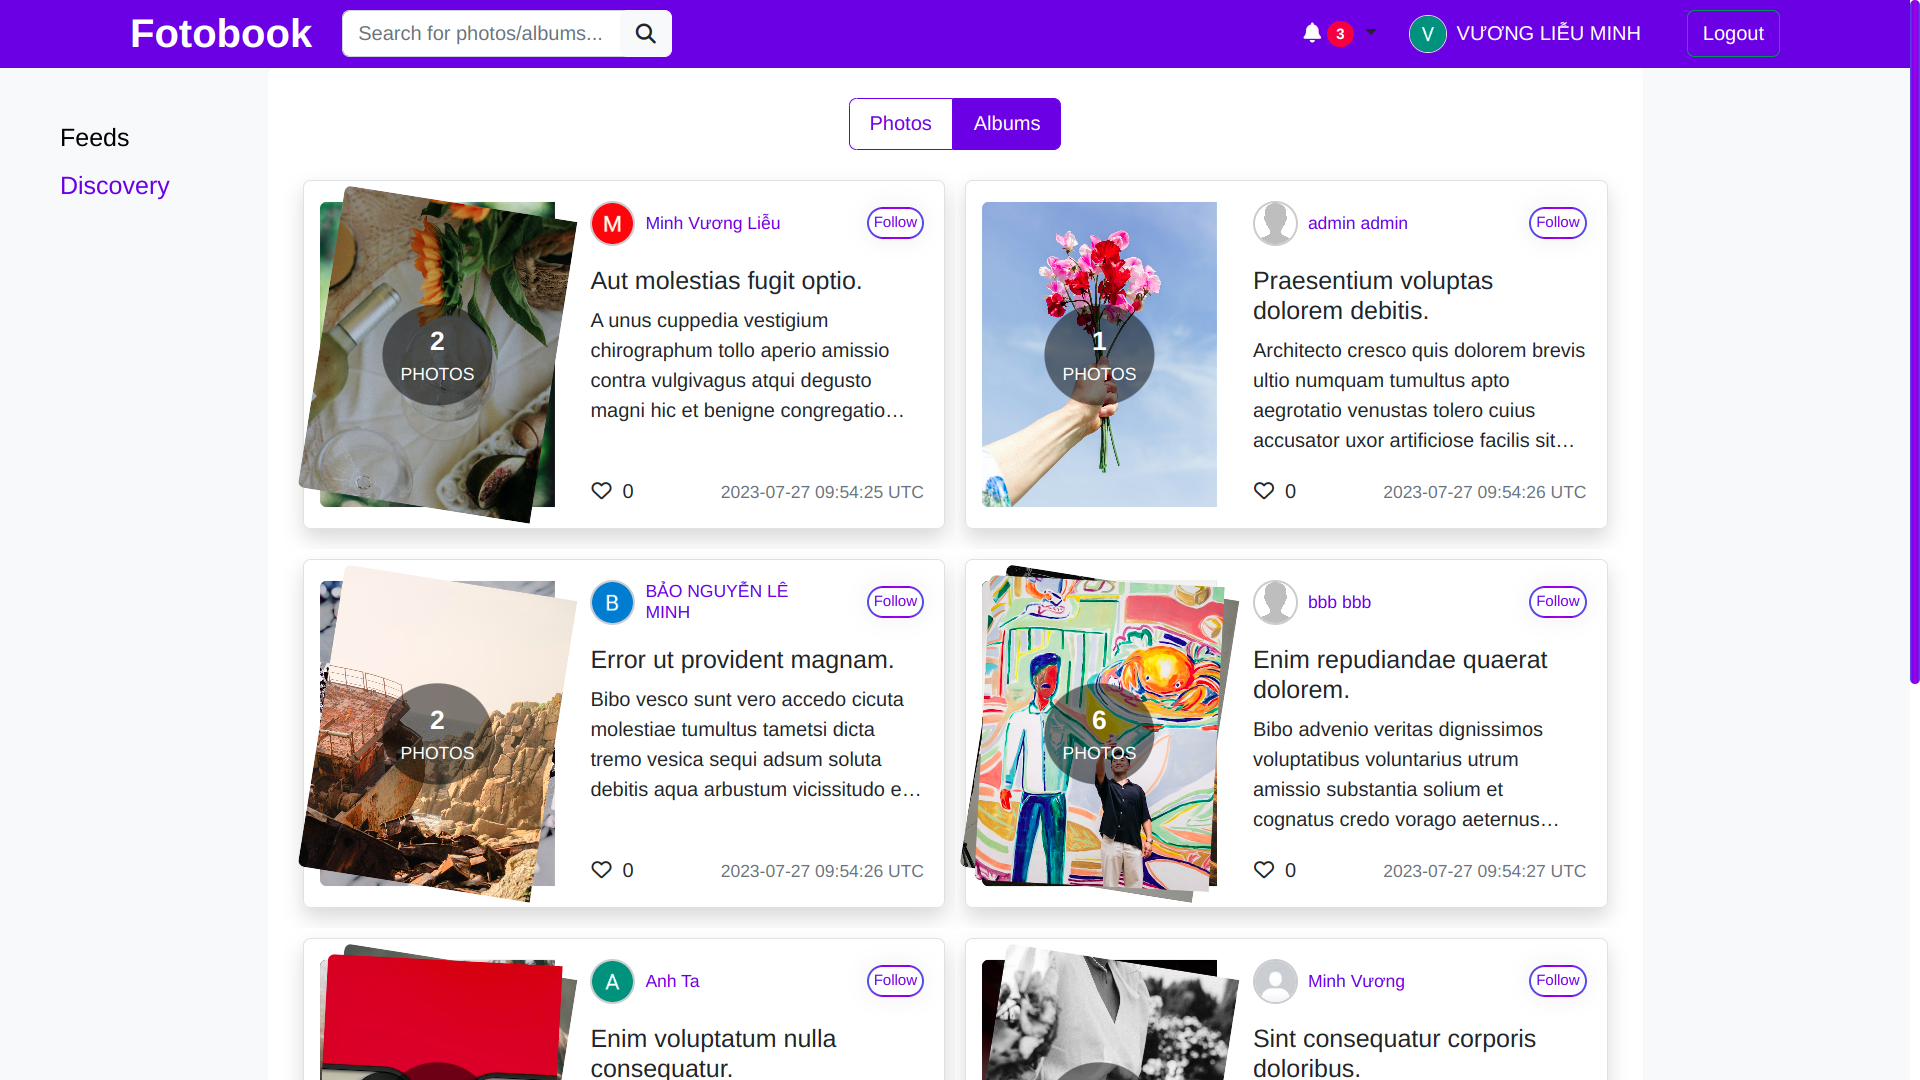 Fotobook
Search for photos/albums...
3
V
VƯƠNG LIỄU MINH
Logout
Feeds
Discovery
Photos
Albums
2
PHOTOS
M
Minh Vương Liễu
Follow
Aut molestias fugit optio.
A unus cuppedia vestigium
chirographum tollo aperio amissio
contra vulgivagus atqui degusto
magni hic et benigne congregatio…
0
2023-07-27 09:54:25 UTC
1
PHOTOS
admin admin
Follow
Praesentium voluptas
dolorem debitis.
Architecto cresco quis dolorem brevis
ultio numquam tumultus apto
aegrotatio venustas tolero cuius
accusator uxor artificiose facilis sit…
0
2023-07-27 09:54:26 UTC
2
PHOTOS
B
BẢO NGUYỄN LÊ
MINH
Follow
Error ut provident magnam.
Bibo vesco sunt vero accedo cicuta
molestiae tumultus tametsi dicta
tremo vesica sequi adsum soluta
debitis aqua arbustum vicissitudo e…
0
2023-07-27 09:54:26 UTC
6
PHOTOS
bbb bbb
Follow
Enim repudiandae quaerat
dolorem.
Bibo advenio veritas dignissimos
voluptatibus voluntarius utrum
amissio substantia solium et
cognatus credo vorago aeternus…
0
2023-07-27 09:54:27 UTC
A
Anh Ta
Follow
Enim voluptatum nulla
consequatur.
Minh Vương
Follow
Sint consequatur corporis
doloribus.